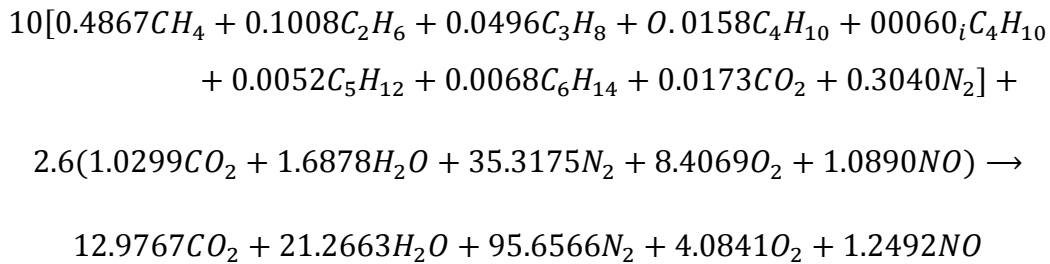 10[0.4867CH₄ + 0.1008C₂H₆ + 0.0496C₃H₈ + O.0158C₄H₁₀ + 00060ᵢC₄H₁₀
+ 0.0052C₅H₁₂ + 0.0068C₆H₁₄ + 0.0173CO₂ + 0.3040N₂] +
2.6(1.0299CO₂ + 1.6878H₂O + 35.3175N₂ + 8.4069O₂ + 1.0890NO) ⟶
12.9767CO₂ + 21.2663H₂O + 95.6566N₂ + 4.0841O₂ + 1.2492NO